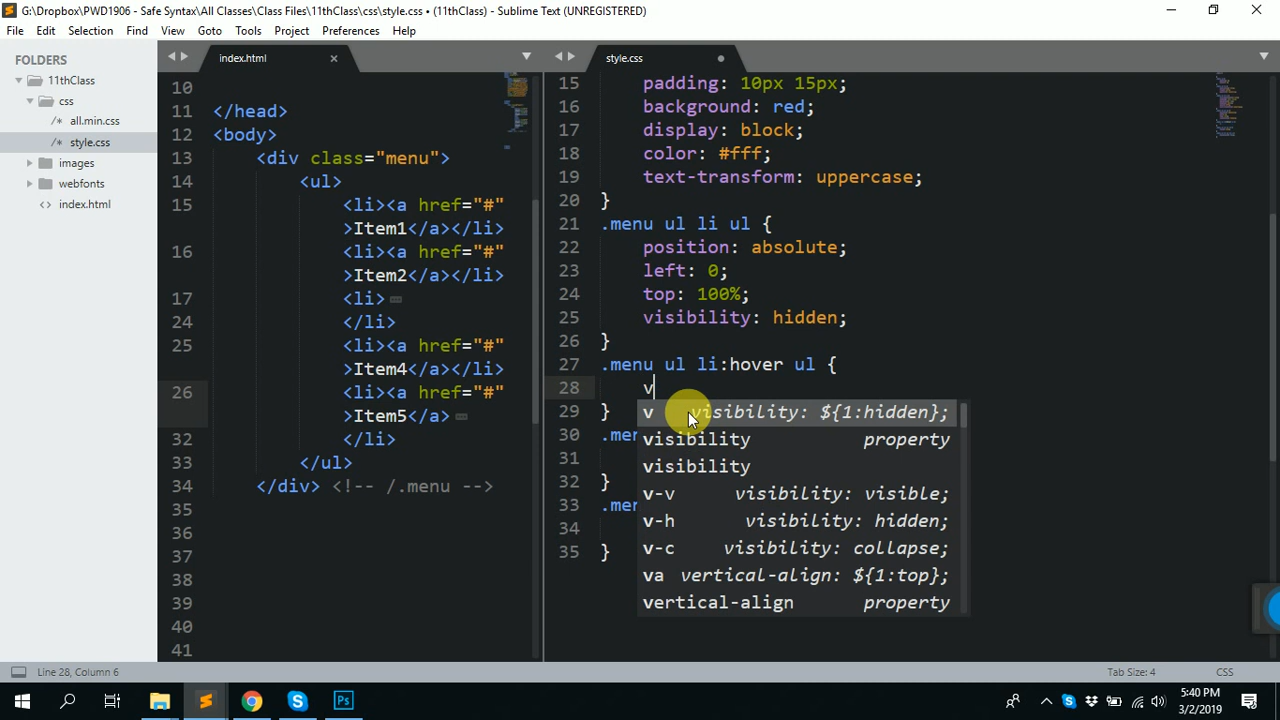 G:\Dropbox\PWD1906 - Safe Syntax\All Classes\Class Files\11thClass\css\style.css • (11thClass) - Sublime Text (UNREGISTERED)
File Edit Selection Find View Goto Tools Project Preferences Help
FOLDERS
11thClass
css
/* all.min.css
/* style.css
images
webfonts
<> index.html
index.html
10
11 </head>
12 <body>
13 <div class="menu">
14 <ul>
15 <li><a href="#"
>Item1</a></li>
16 <li><a href="#"
>Item2</a></li>
17 <li>
24 </li>
25 <li><a href="#"
>Item4</a></li>
26 <li><a href="#"
>Item5</a>
32 </li>
33 </ul>
34 </div> <!-- /.menu -->
35
36
37
38
39
40
41
style.css
15 padding: 10px 15px;
16 background: red;
17 display: block;
18 color: #fff;
19 text-transform: uppercase;
20 }
21 .menu ul li ul {
22 position: absolute;
23 left: 0;
24 top: 100%;
25 visibility: hidden;
26 }
27 .menu ul li:hover ul {
28 v
29 }
30 .me
31
32 }
33 .me
34
35 }
v visibility: ${1:hidden};
visibility property
visibility
v-v visibility: visible;
v-h visibility: hidden;
v-c visibility: collapse;
va vertical-align: ${1:top};
vertical-align property
Line 28, Column 6
Tab Size: 4
CSS
5:40 PM
3/2/2019